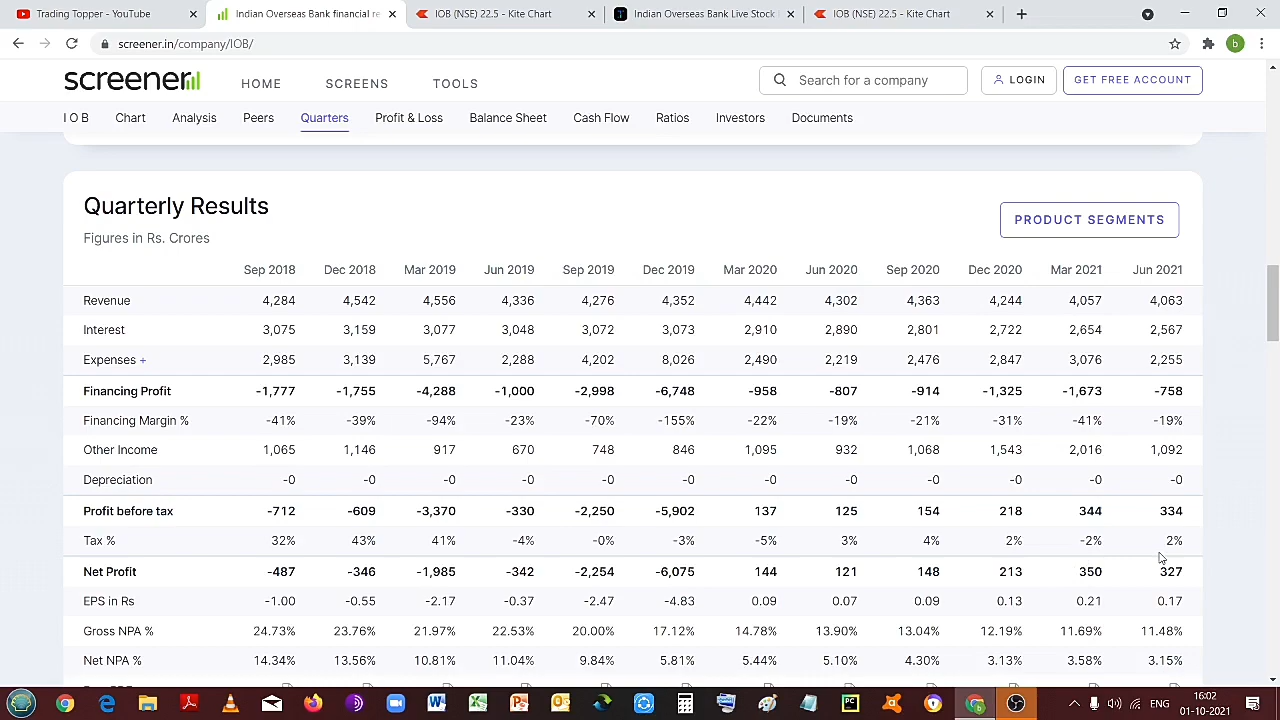 Trading Topper - YouTube
Indian Overseas Bank financial re
IOB (NSE) 22.5 - Kite Chart
Indian Overseas Bank Live Stock
IOB (NSE) 22.5 - Kite Chart
screener.in/company/IOB/
b
screener
HOME
SCREENS
TOOLS
Search for a company
LOGIN
GET FREE ACCOUNT
I O B
Chart
Analysis
Peers
Quarters
Profit & Loss
Balance Sheet
Cash Flow
Ratios
Investors
Documents
Quarterly Results
PRODUCT SEGMENTS
Figures in Rs. Crores
Sep 2018 Dec 2018 Mar 2019 Jun 2019 Sep 2019 Dec 2019 Mar 2020 Jun 2020 Sep 2020 Dec 2020 Mar 2021 Jun 2021
Revenue 4,284 4,542 4,556 4,336 4,276 4,352 4,442 4,302 4,363 4,244 4,057 4,063
Interest 3,075 3,159 3,077 3,048 3,072 3,073 2,910 2,890 2,801 2,722 2,654 2,567
Expenses + 2,985 3,139 5,767 2,288 4,202 8,026 2,490 2,219 2,476 2,847 3,076 2,255
Financing Profit -1,777 -1,755 -4,288 -1,000 -2,998 -6,748 -958 -807 -914 -1,325 -1,673 -758
Financing Margin % -41% -39% -94% -23% -70% -155% -22% -19% -21% -31% -41% -19%
Other Income 1,065 1,146 917 670 748 846 1,095 932 1,068 1,543 2,016 1,092
Depreciation -0 -0 -0 -0 -0 -0 -0 -0 -0 -0 -0 -0
Profit before tax -712 -609 -3,370 -330 -2,250 -5,902 137 125 154 218 344 334
Tax % 32% 43% 41% -4% -0% -3% -5% 3% 4% 2% -2% 2%
Net Profit -487 -346 -1,985 -342 -2,254 -6,075 144 121 148 213 350 327
EPS in Rs -1.00 -0.55 -2.17 -0.37 -2.47 -4.83 0.09 0.07 0.09 0.13 0.21 0.17
Gross NPA % 24.73% 23.76% 21.97% 22.53% 20.00% 17.12% 14.78% 13.90% 13.04% 12.19% 11.69% 11.48%
Net NPA % 14.34% 13.56% 10.81% 11.04% 9.84% 5.81% 5.44% 5.10% 4.30% 3.13% 3.58% 3.15%
ENG
16:02
01-10-2021